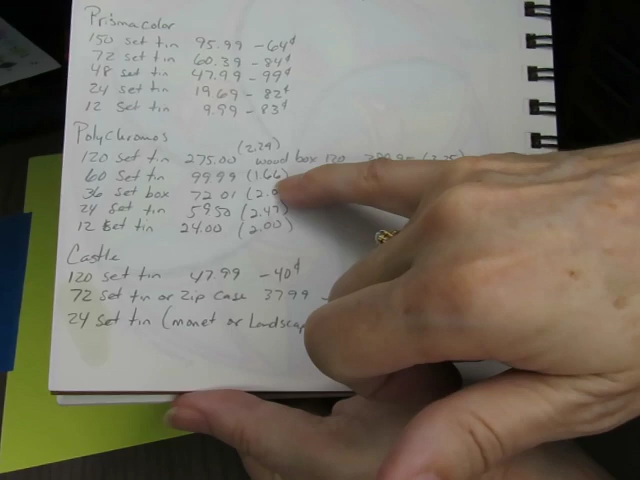 Prismacolor
150 set tin 95.99 - 64¢
72 set tin 60.39 - 84¢
48 set tin 47.99 - 99¢
24 set tin 19.69 - 82¢
12 set tin 9.99 - 83¢
Polychromos
120 set tin 275.00 (2.29) wood box 120
60 set tin 99.99 (1.66)
36 set box 72.01 (2.0
24 set tin 59.50 (2.47)
12 set tin 24.00 (2.00)
Castle
120 set tin 47.99 - 40¢
72 set tin or Zip Case 37.99 -
24 set tin (monet or Landscap